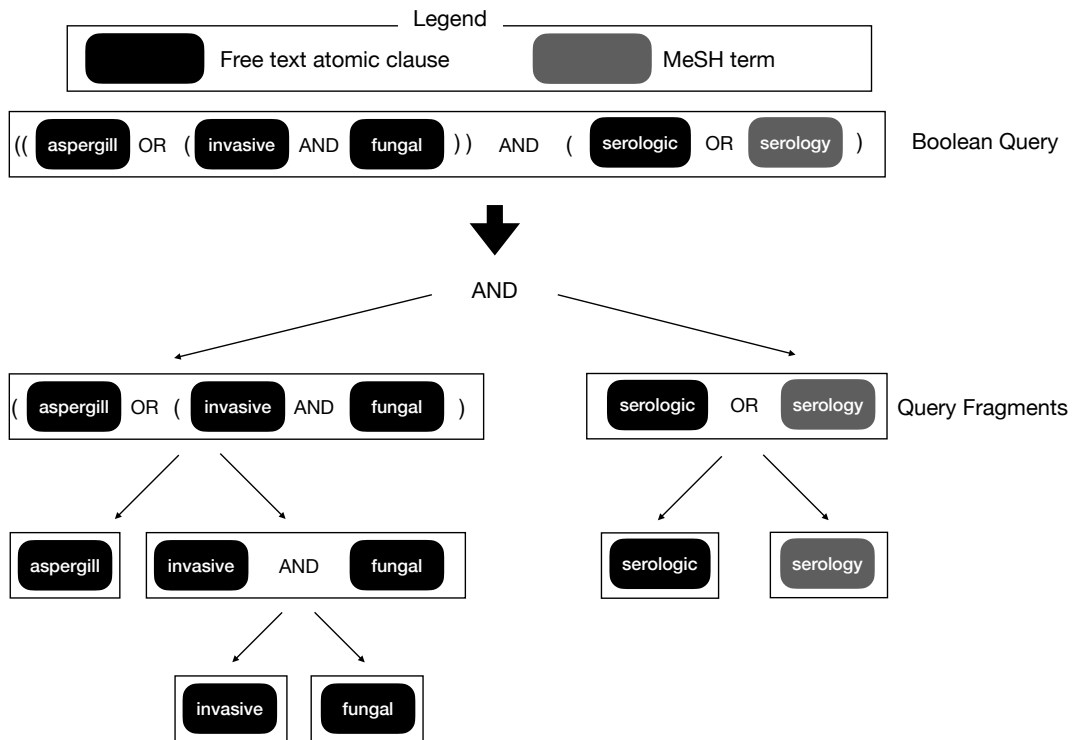 Legend
Free text atomic clause MeSH term
(( aspergill OR ( invasive AND fungal ) ) AND ( serologic OR serology ) Boolean Query
AND
( aspergill OR ( invasive AND fungal ) serologic OR serology Query Fragments
aspergill invasive AND fungal serologic serology
invasive fungal